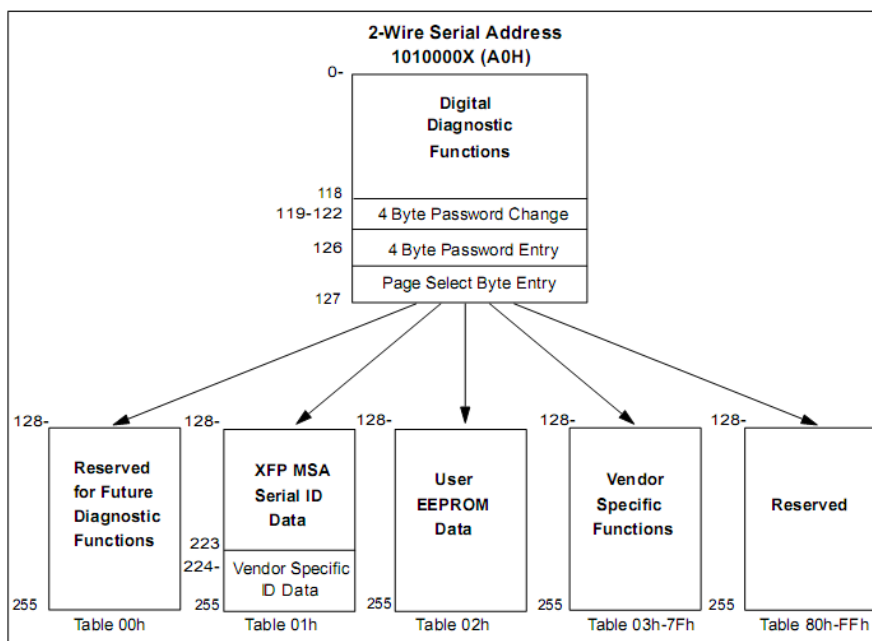 2-Wire Serial Address
1010000X (A0H)
0-
Digital
Diagnostic
Functions
118
119-122
4 Byte Password Change
126
4 Byte Password Entry
Page Select Byte Entry
127
128-
Reserved
for Future
Diagnostic
Functions
255
Table 00h
128-
XFP MSA
Serial ID
Data
223
224-
Vendor Specific
ID Data
255
Table 01h
128-
User
EEPROM
Data
255
Table 02h
128-
Vendor
Specific
Functions
255
Table 03h-7Fh
128-
Reserved
255
Table 80h-FFh